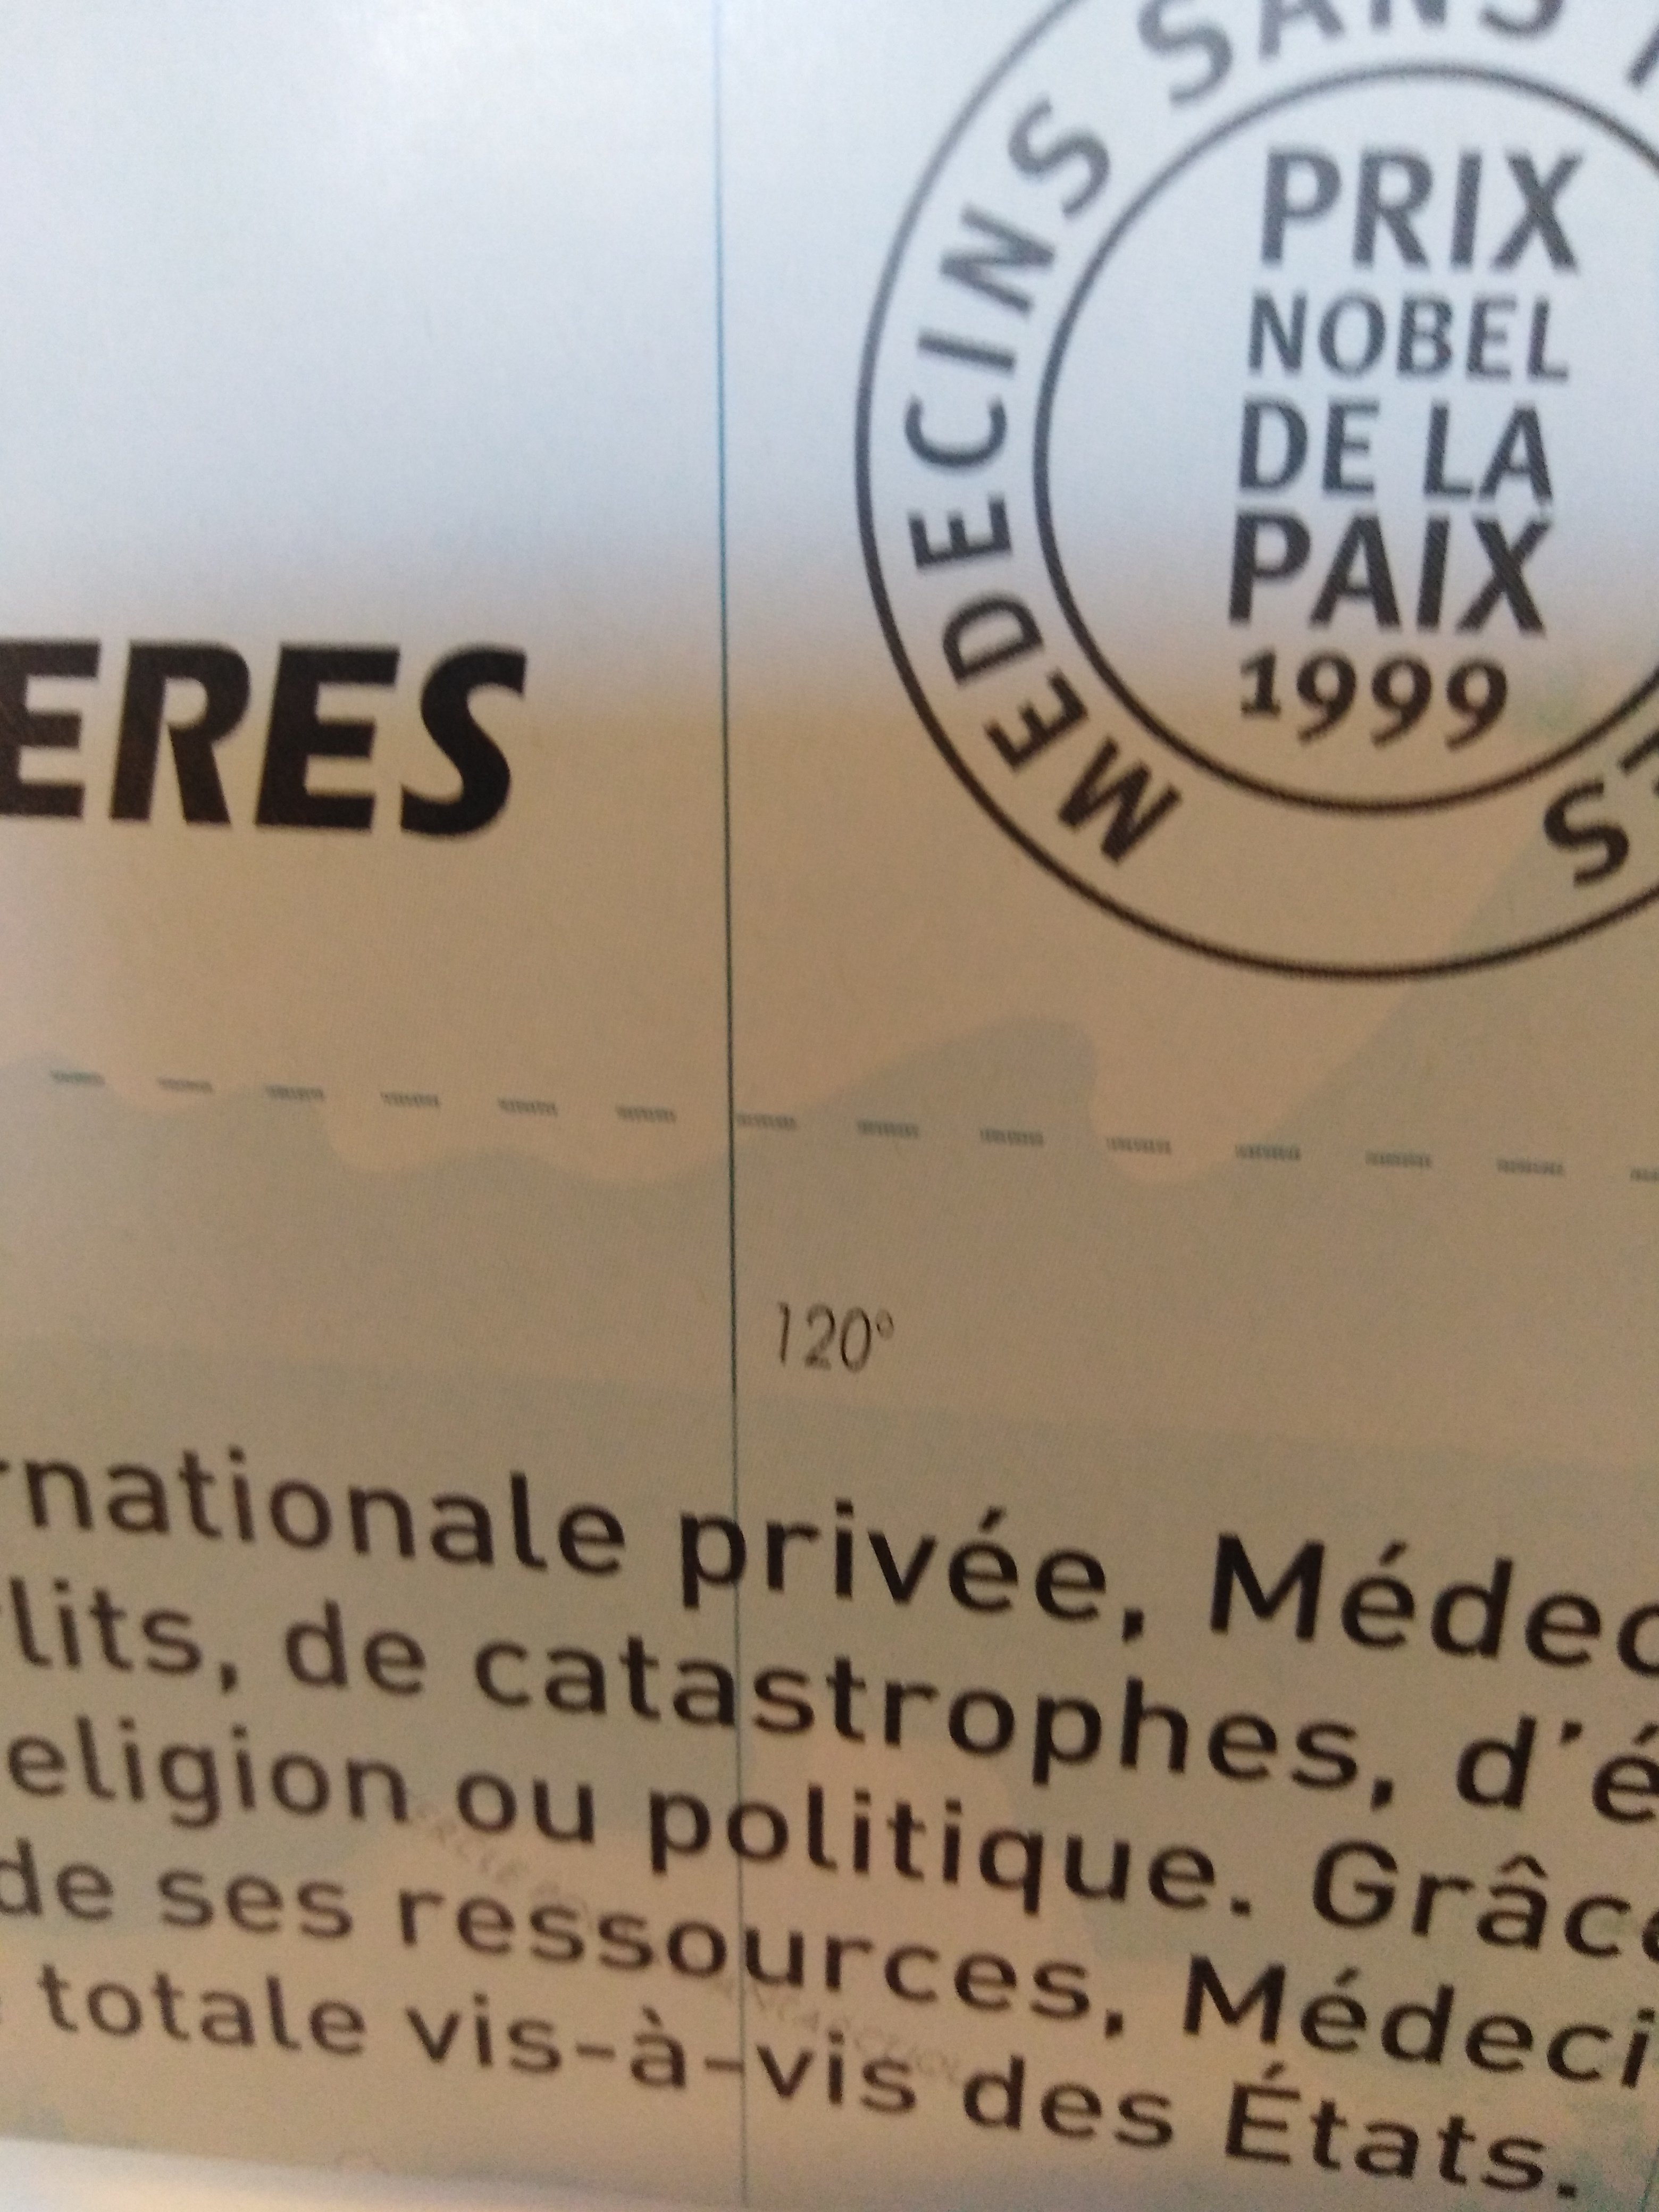 MEDECINS SANS
PRIX
NOBEL
DE LA
PAIX
1999
S
ERES
120°
rnationale privée, Médec
lits, de catastrophes, d'é
eligion ou politique. Grâce
de ses ressources, Médeci
totale vis-à-vis des États.